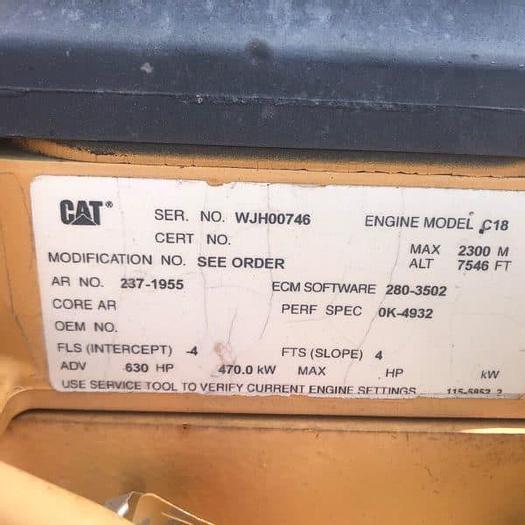 CAT® SER. NO. WJH00746 ENGINE MODEL C18
CERT NO. MAX 2300 M
MODIFICATION NO. SEE ORDER ALT 7546 FT
AR NO. 237-1955 ECM SOFTWARE 280-3502
CORE AR PERF SPEC 0K-4932
OEM NO.
FLS (INTERCEPT) -4 FTS (SLOPE) 4
ADV 630 HP 470.0 kW MAX HP kW
USE SERVICE TOOL TO VERIFY CURRENT ENGINE SETTINGS